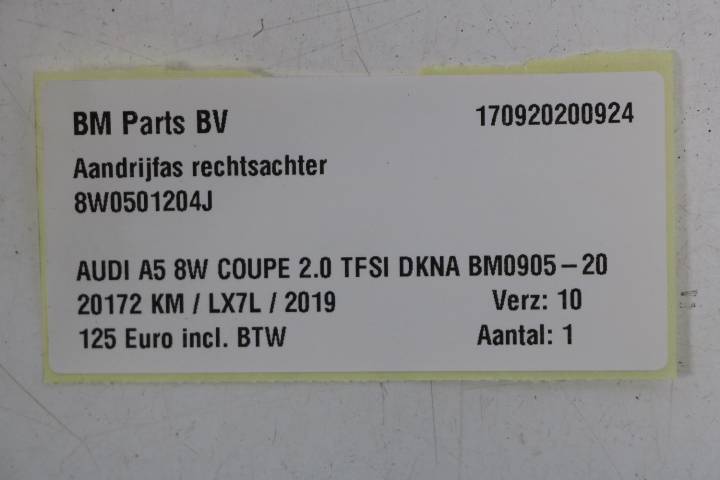 BM Parts BV 170920200924
Aandrijfas rechtsachter
8W0501204J
AUDI A5 8W COUPE 2.0 TFSI DKNA BM0905-20
20172 KM / LX7L / 2019 Verz: 10
125 Euro incl. BTW Aantal: 1